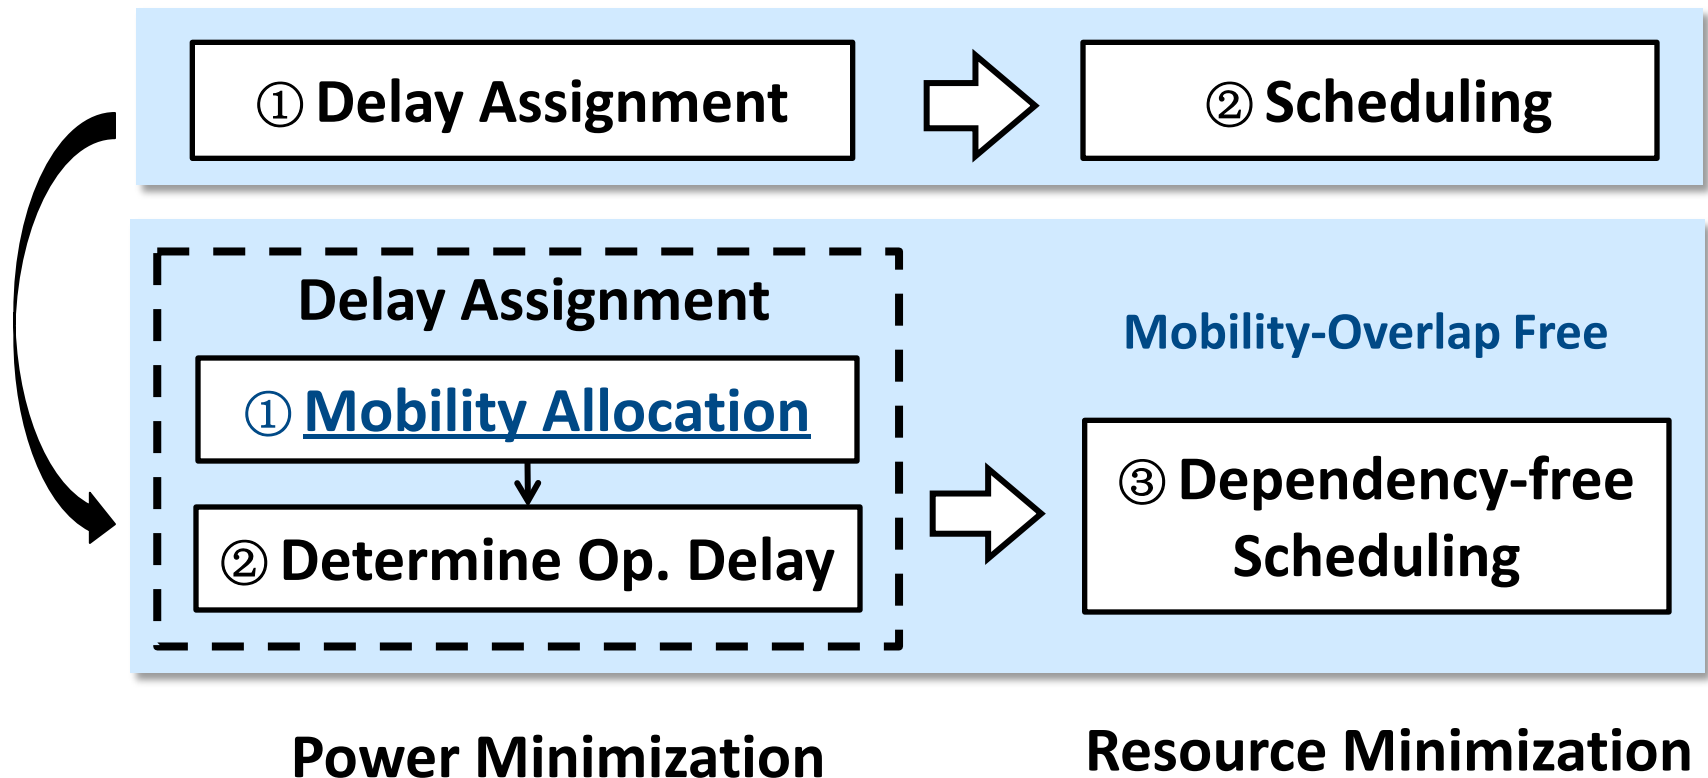 ① Delay Assignment
② Scheduling
Delay Assignment
① Mobility Allocation
② Determine Op. Delay
Mobility-Overlap Free
③ Dependency-free
Scheduling
Power Minimization
Resource Minimization